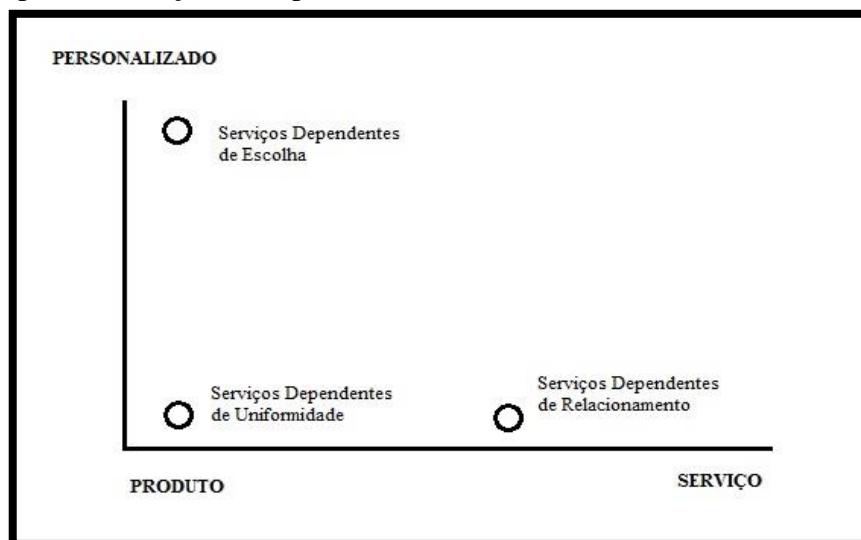 PERSONALIZADO
Serviços Dependentes
de Escolha
Serviços Dependentes
de Uniformidade
Serviços Dependentes
de Relacionamento
PRODUTO
SERVIÇO